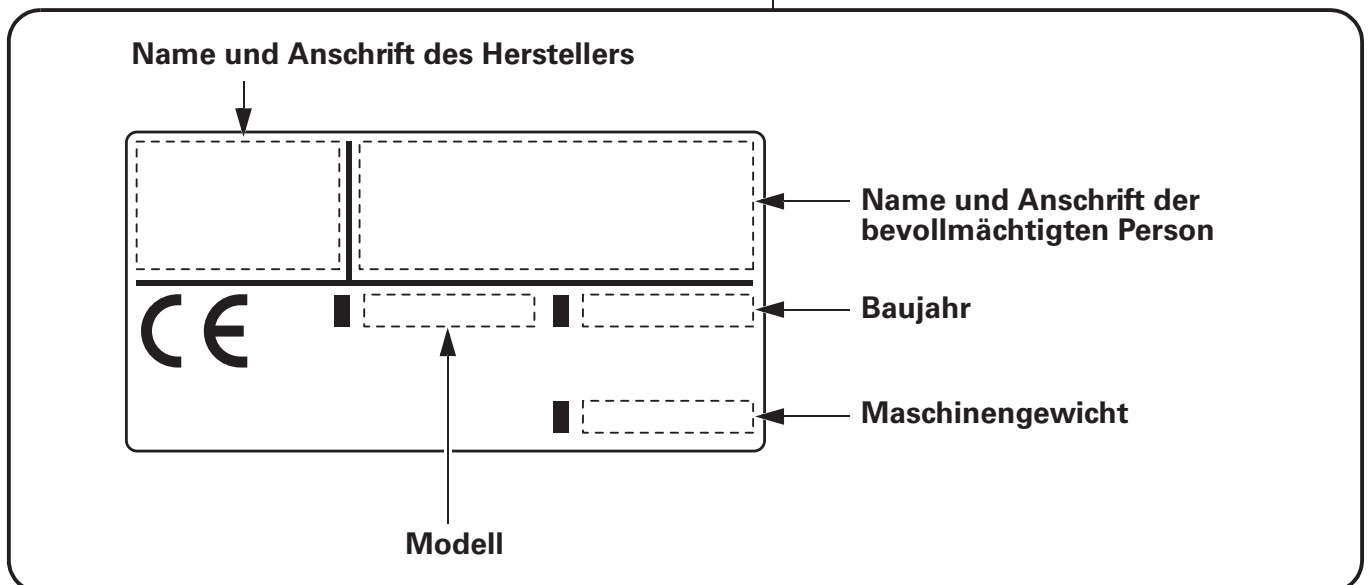 Name und Anschrift des Herstellers
Name und Anschrift der
bevollmächtigten Person
CE
Baujahr
Maschinengewicht
Modell